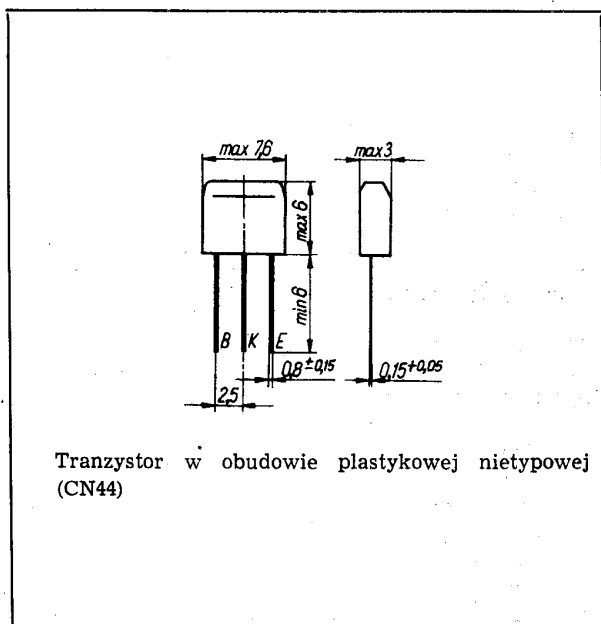 max 7,6
max 3
max 6
min 6
B K E
0,8±0,15
0,15+0,05
2,5
Tranzystor w obudowie plastykowej nietypowej
(CN44)